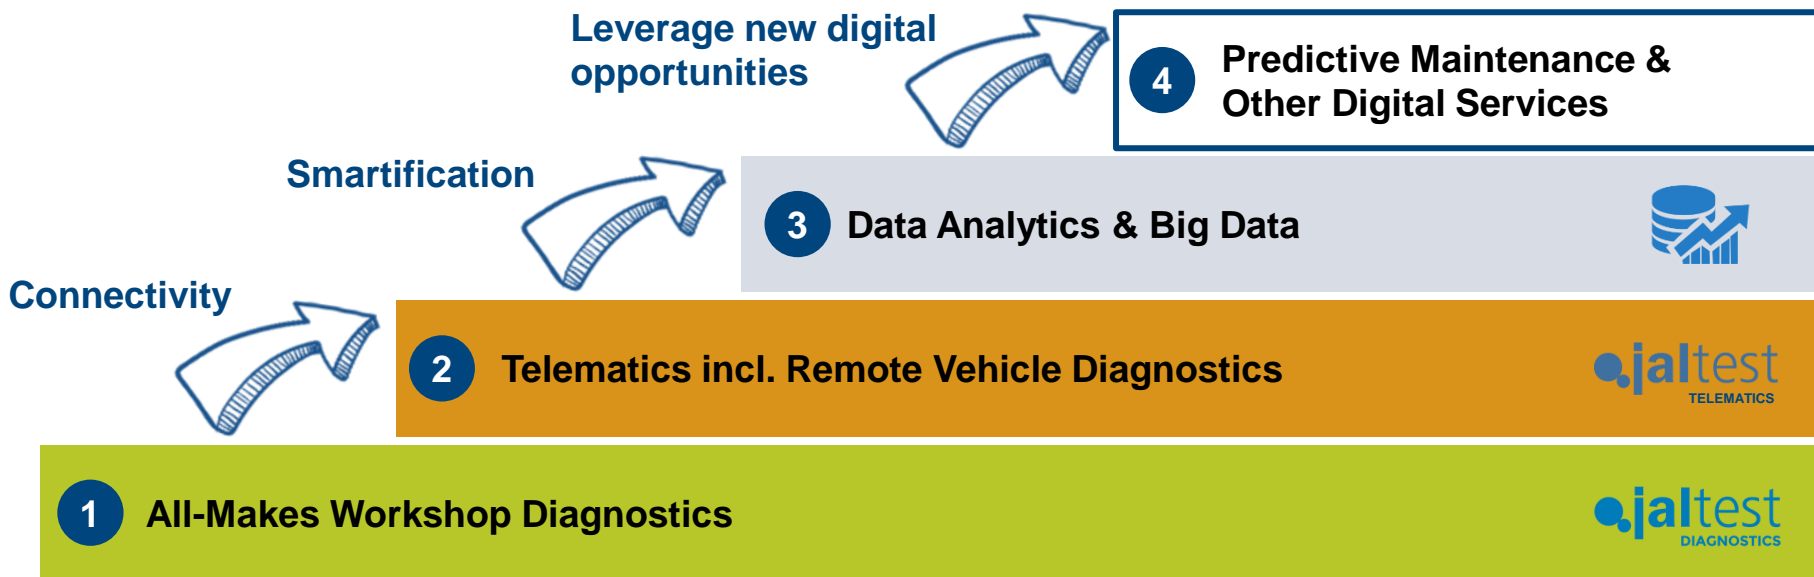 Leverage new digital
opportunities
4
Predictive Maintenance &
Other Digital Services
Smartification
3
Data Analytics & Big Data
Connectivity
2
Telematics incl. Remote Vehicle Diagnostics
jaltest
TELEMATICS
1
All-Makes Workshop Diagnostics
jaltest
DIAGNOSTICS